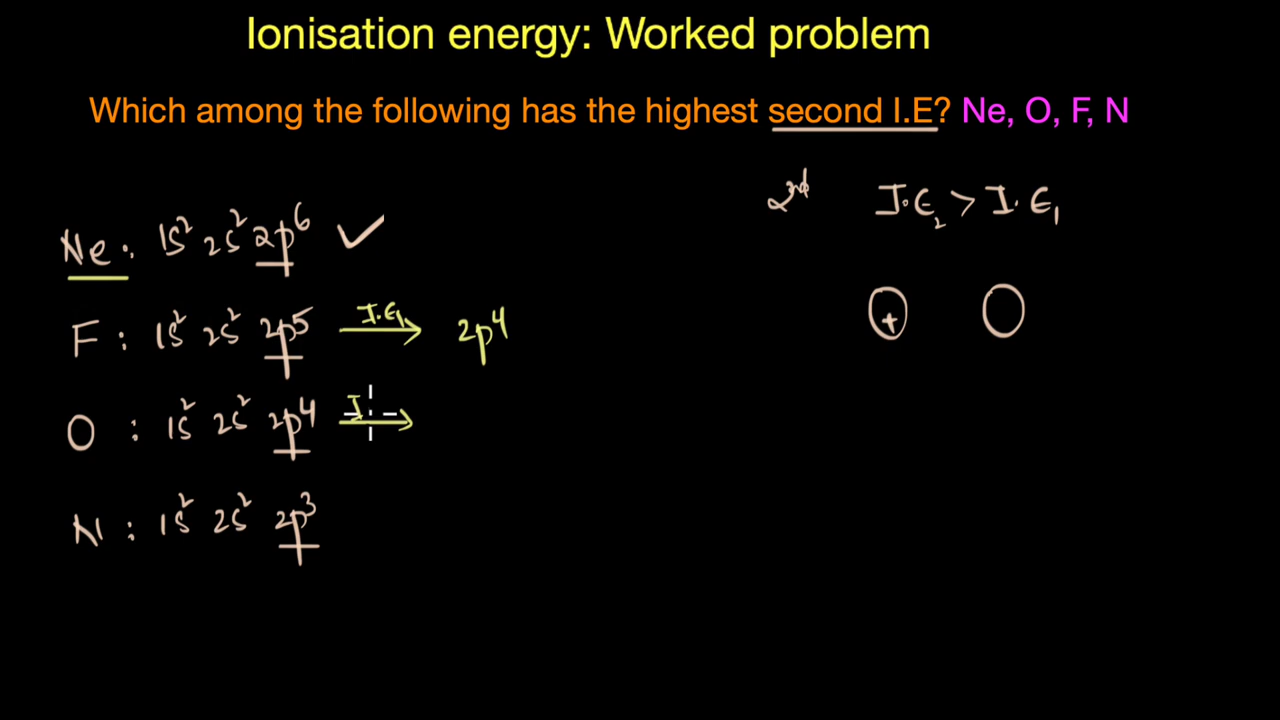 Ionisation energy: Worked problem
Which among the following has the highest second I.E? Ne, O, F, N
2nd I.E₂ > I.E₁
Ne: 1s² 2s² 2p⁶ ✓
+
F: 1s² 2s² 2p⁵ I.E₁ → 2p⁴
O: 1s² 2s² 2p⁴ I →
N: 1s² 2s² 2p³